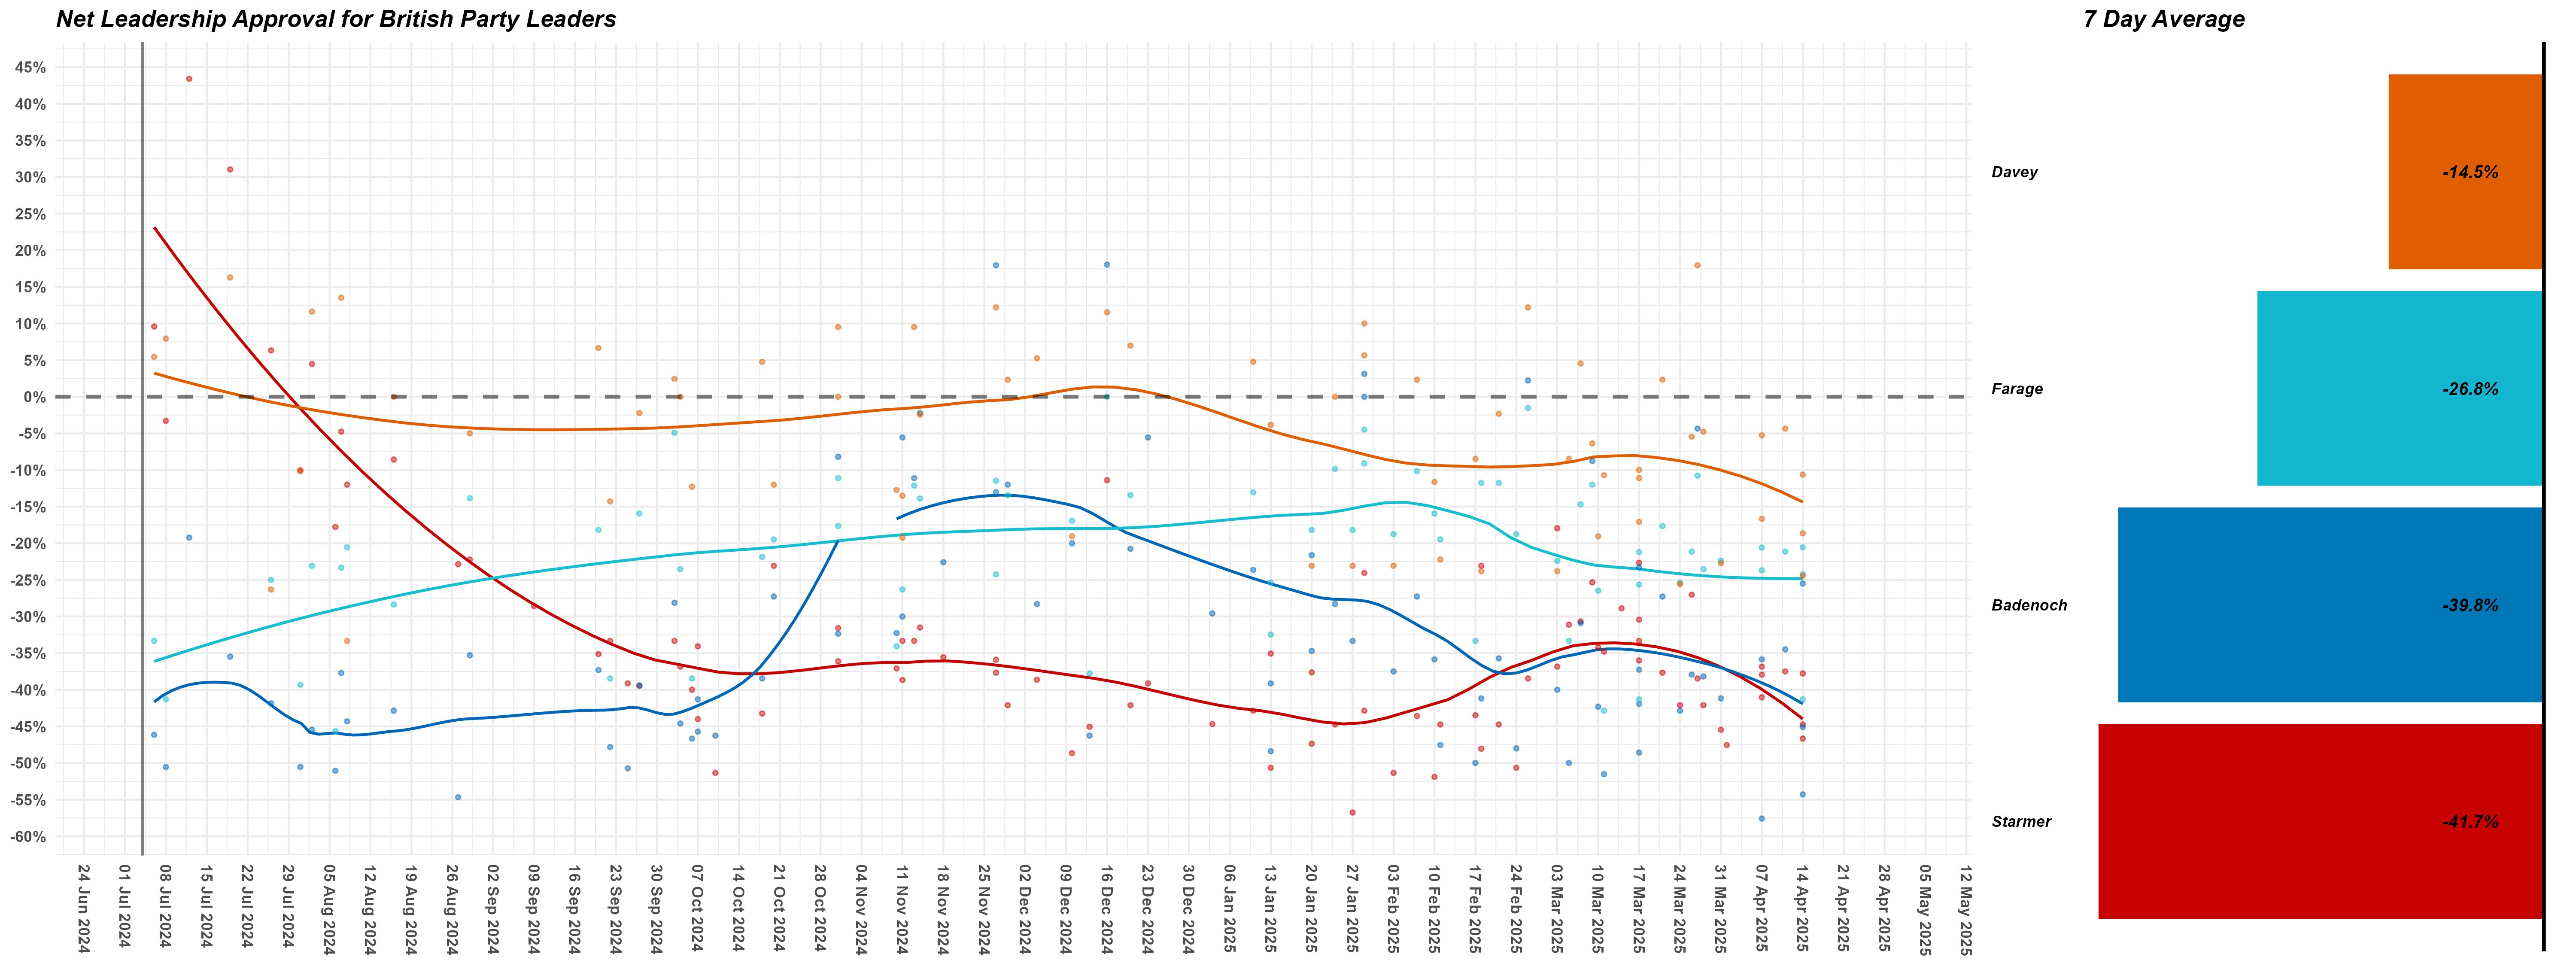 Net Leadership Approval for British Party Leaders
7 Day Average
45%
40%
35%
30%
25%
20%
15%
10%
5%
0%
-5%
-10%
-15%
-20%
-25%
-30%
-35%
-40%
-45%
-50%
-55%
-60%
24 Jun 2024
01 Jul 2024
08 Jul 2024
15 Jul 2024
22 Jul 2024
29 Jul 2024
05 Aug 2024
12 Aug 2024
19 Aug 2024
26 Aug 2024
02 Sep 2024
09 Sep 2024
16 Sep 2024
23 Sep 2024
30 Sep 2024
07 Oct 2024
14 Oct 2024
21 Oct 2024
28 Oct 2024
04 Nov 2024
11 Nov 2024
18 Nov 2024
25 Nov 2024
02 Dec 2024
09 Dec 2024
16 Dec 2024
23 Dec 2024
30 Dec 2024
06 Jan 2025
13 Jan 2025
20 Jan 2025
27 Jan 2025
03 Feb 2025
10 Feb 2025
17 Feb 2025
24 Feb 2025
03 Mar 2025
10 Mar 2025
17 Mar 2025
24 Mar 2025
31 Mar 2025
07 Apr 2025
14 Apr 2025
21 Apr 2025
28 Apr 2025
05 May 2025
12 May 2025
Davey
-14.5%
Farage
-26.8%
Badenoch
-39.8%
Starmer
-41.7%